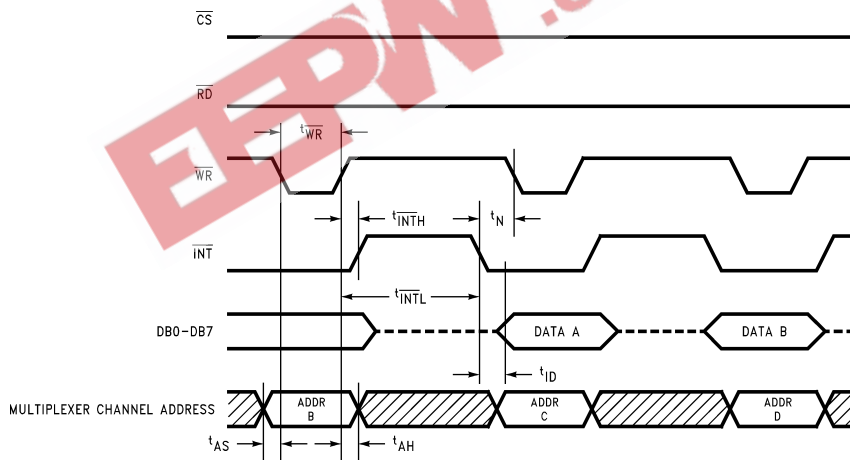 CS
RD
tWR
WR
tINTH
tN
INT
tINTL
DB0-DB7
DATA A
DATA B
tID
MULTIPLEXER CHANNEL ADDRESS
ADDR B
ADDR C
ADDR D
tAS
tAH
EEPW